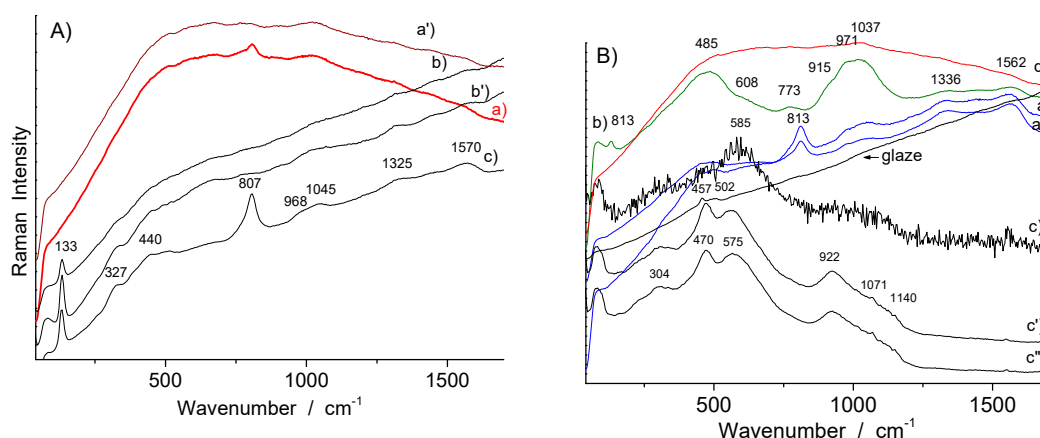 A)
a')
b)
b')
a)
c)
807
1570
1325
1045
968
133
440
327
500
1000
1500
Raman Intensity
Wavenumber / cm-1
B)
1037
971
485
915
1562
608
773
1336
b)
813
585
813
glaze
457
502
c)
470
575
304
922
1071
1140
c')
c"
500
1000
1500
Wavenumber / cm-1